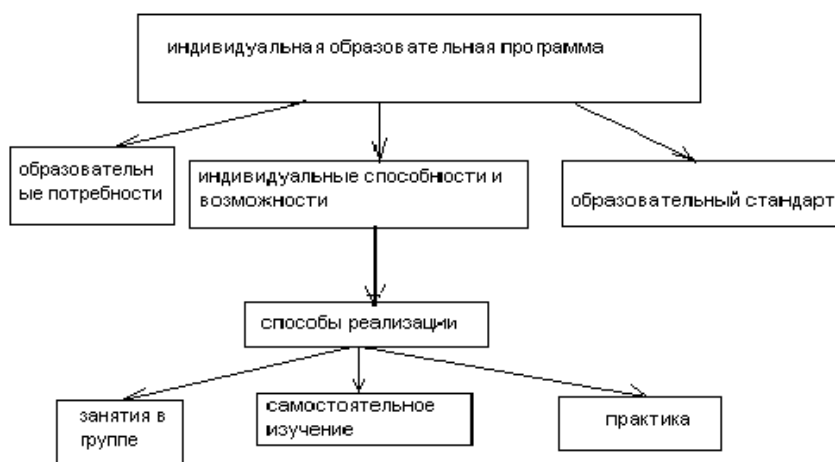 индивидуальная образовательная программа
образовательн
ые потребности
индивидуальные способности и
возможности
образовательный стандарт
способы реализации
занятия в
группе
самостоятельное
изучение
практика